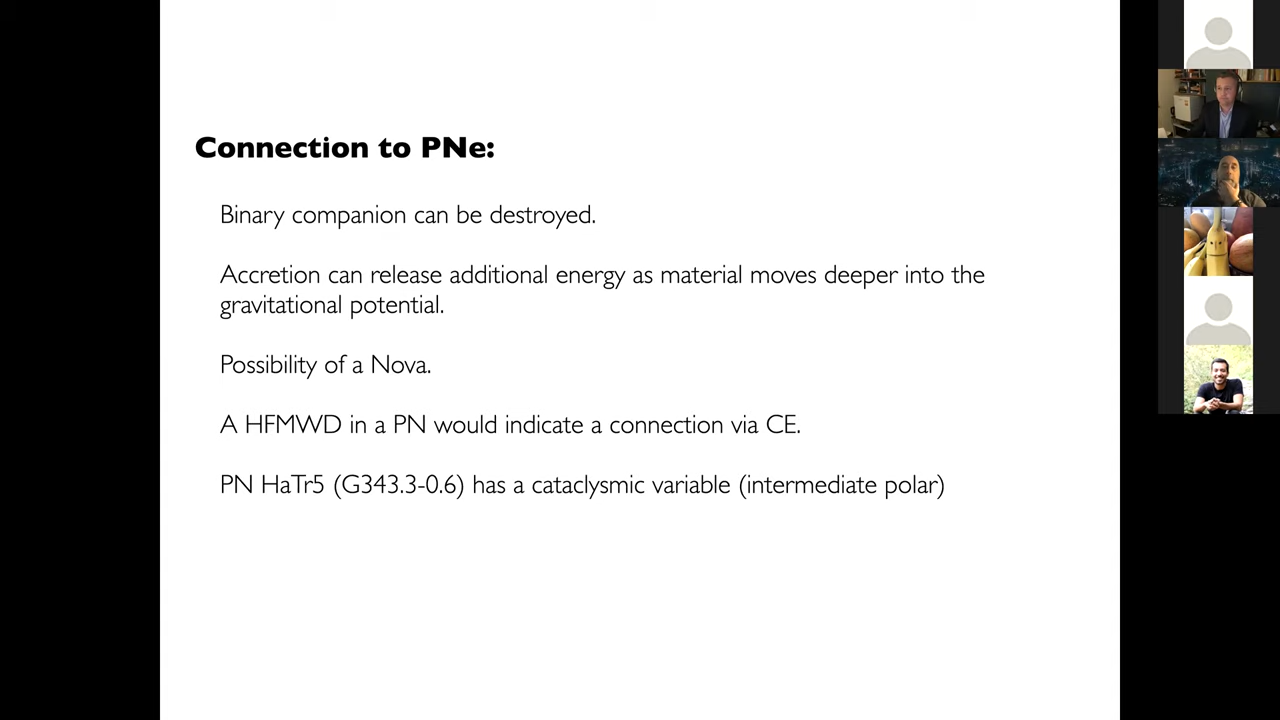 Connection to PNe:
Binary companion can be destroyed.
Accretion can release additional energy as material moves deeper into the
gravitational potential.
Possibility of a Nova.
A HFMWD in a PN would indicate a connection via CE.
PN HaTr5 (G343.3-0.6) has a cataclysmic variable (intermediate polar)